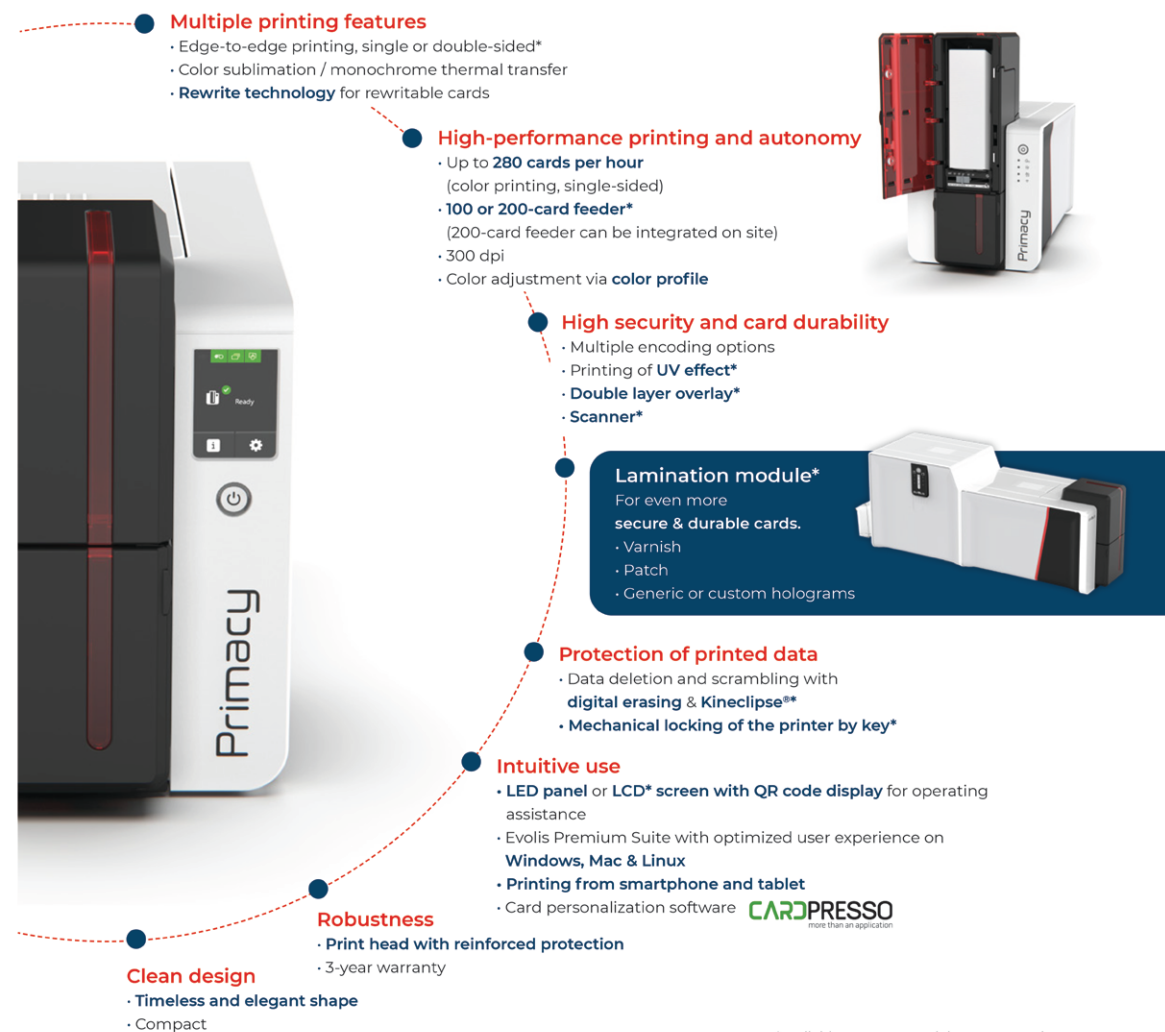 Multiple printing features
· Edge-to-edge printing, single or double-sided*
· Color sublimation / monochrome thermal transfer
· Rewrite technology for rewritable cards
High-performance printing and autonomy
· Up to 280 cards per hour
(color printing, single-sided)
· 100 or 200-card feeder*
(200-card feeder can be integrated on site)
· 300 dpi
· Color adjustment via color profile
Primacy
High security and card durability
· Multiple encoding options
· Printing of UV effect*
· Double layer overlay*
· Scanner*
Ready
i
Primacy
Lamination module*
For even more
secure & durable cards.
· Varnish
· Patch
· Generic or custom holograms
Protection of printed data
· Data deletion and scrambling with
digital erasing & Kineclipse®*
· Mechanical locking of the printer by key*
Intuitive use
· LED panel or LCD* screen with QR code display for operating
assistance
· Evolis Premium Suite with optimized user experience on
Windows, Mac & Linux
· Printing from smartphone and tablet
· Card personalization software CARDPRESSO
more than an application
Robustness
· Print head with reinforced protection
· 3-year warranty
Clean design
· Timeless and elegant shape
· Compact